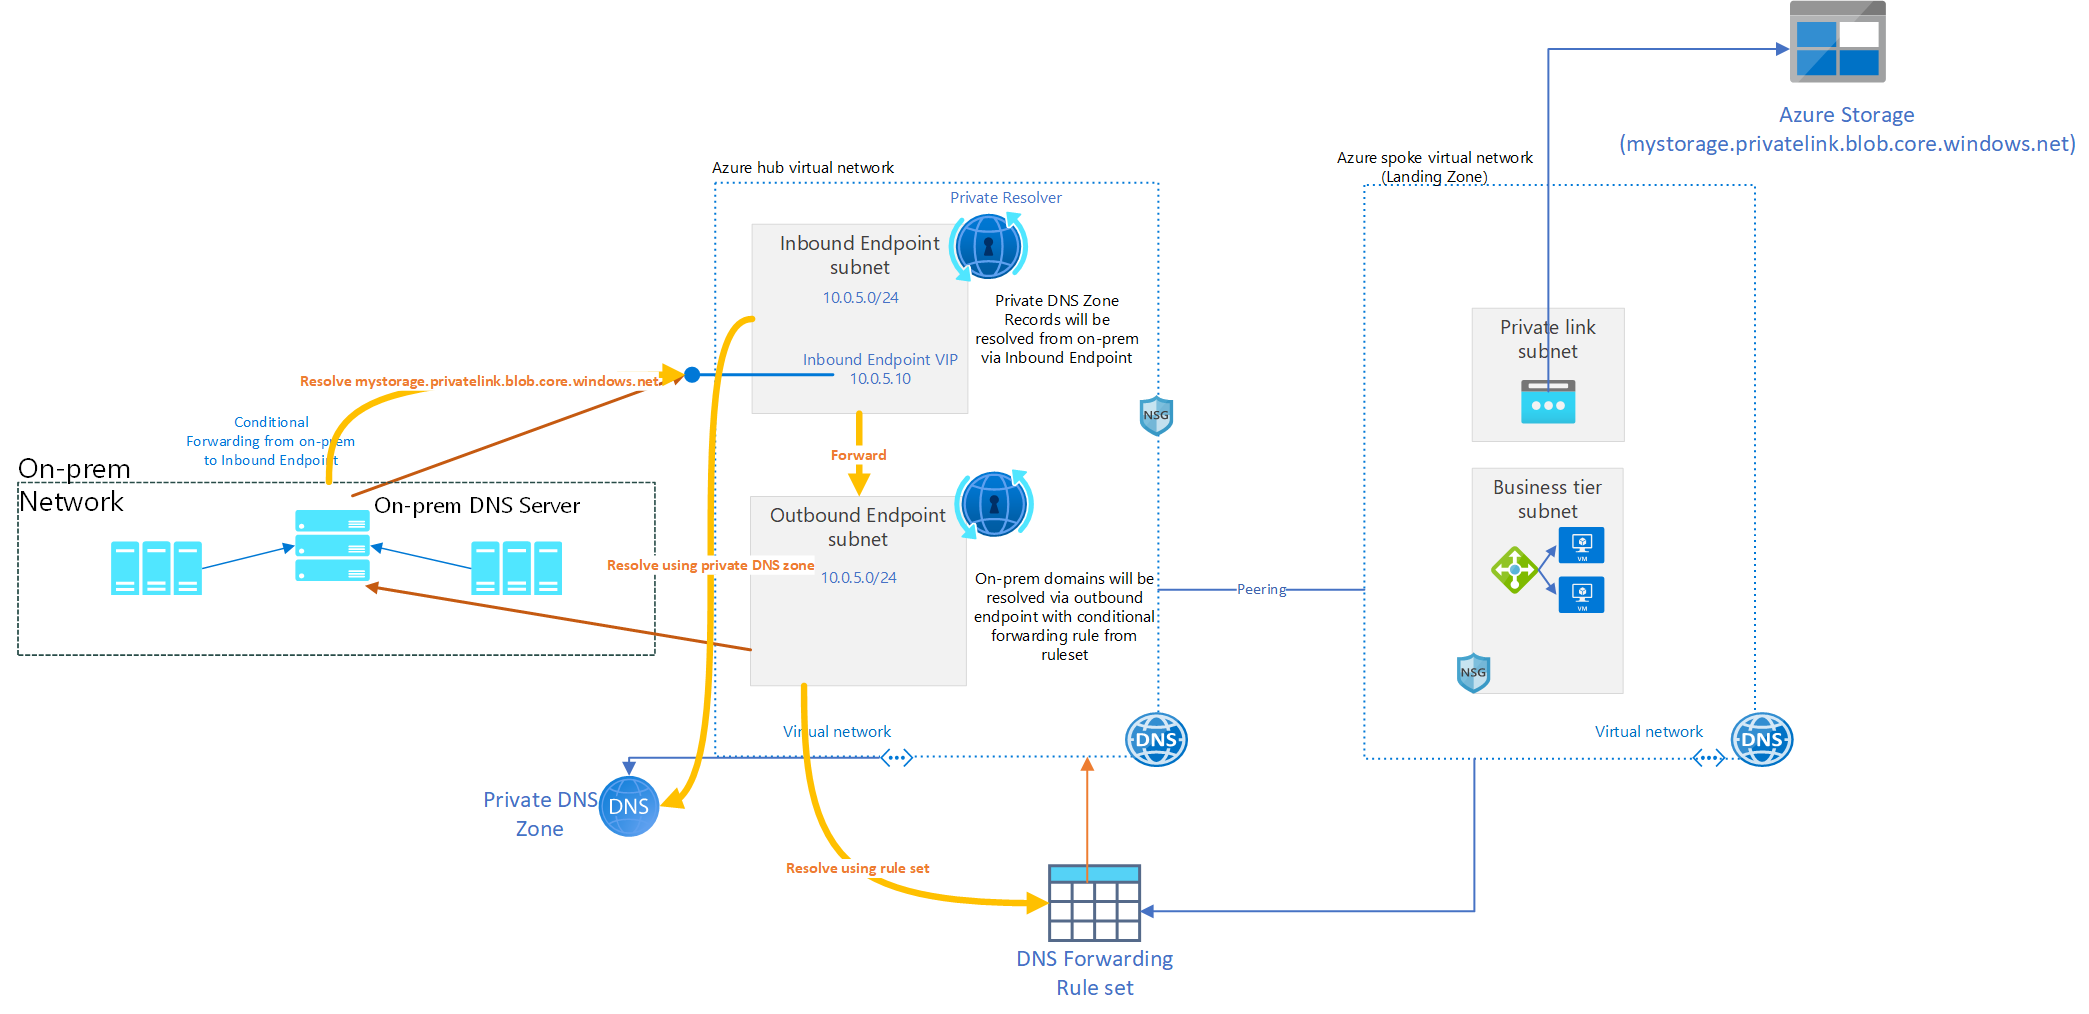 Azure Storage
(mystorage.privatelink.blob.core.windows.net)
Azure hub virtual network
Azure spoke virtual network
(Landing Zone)
Private Resolver
Inbound Endpoint
subnet
10.0.5.0/24
Private DNS Zone
Records will be
resolved from on-prem
via Inbound Endpoint
Inbound Endpoint VIP
10.0.5.10
Private link
subnet
Resolve mystorage.privatelink.blob.core.windows.net
Conditional
Forwarding from on-prem
to Inbound Endpoint
NSG
Forward
On-prem
Network
On-prem DNS Server
Outbound Endpoint
subnet
10.0.5.0/24
Resolve using private DNS zone
On-prem domains will be
resolved via outbound
endpoint with conditional
forwarding rule from
ruleset
Peering
Business tier
subnet
VM
VM
NSG
Virtual network
DNS
Virtual network
DNS
Private DNS
Zone
DNS
Resolve using rule set
DNS Forwarding
Rule set